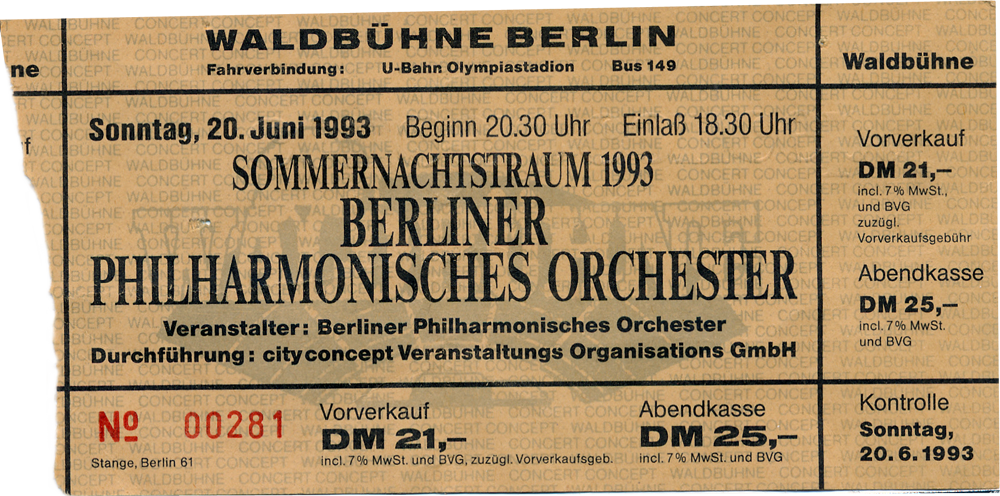 ne
WALDBÜHNE BERLIN
Fahrverbindung: U-Bahn Olympiastadion Bus 149
Waldbühne
Sonntag, 20. Juni 1993 Beginn 20.30 Uhr Einlaß 18.30 Uhr
SOMMERNACHTSTRAUM 1993
BERLINER
PHILHARMONISCHES ORCHESTER
Veranstalter: Berliner Philharmonisches Orchester
Durchführung: cityconcept Veranstaltungs Organisations GmbH
Vorverkauf
DM 21,–
incl. 7% MwSt.,
und BVG
zuzügl.
Vorverkaufsgebühr
Abendkasse
DM 25,–
incl. 7% MwSt.
und BVG
Nº 00281
Stange, Berlin 61
Vorverkauf
DM 21,–
incl. 7% MwSt. und BVG, zuzügl. Vorverkaufsgeb.
Abendkasse
DM 25,–
incl. 7% MwSt. und BVG
Kontrolle
Sonntag,
20.6.1993